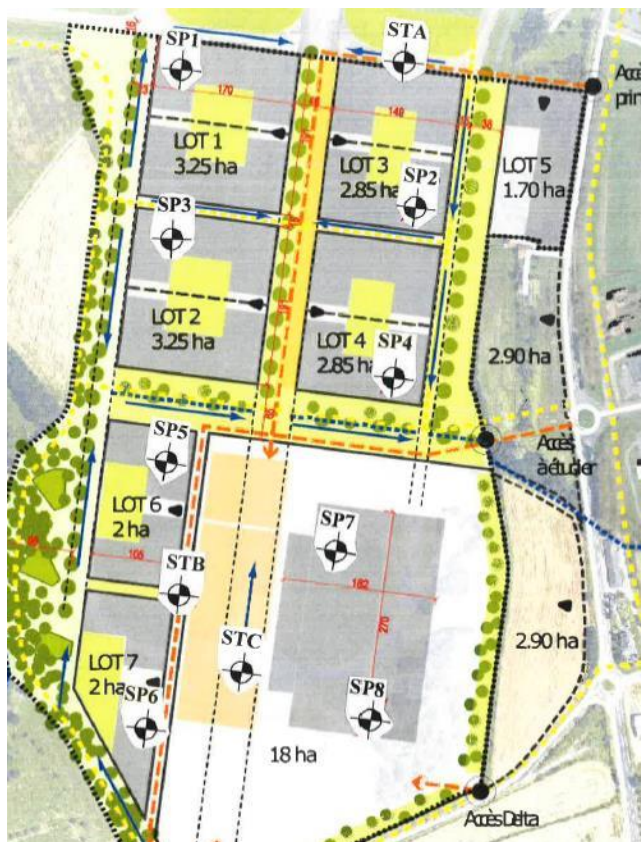 SP1
STA
Accès
prin
170
149
36
LOT 1
3.25 ha
LOT 3
2.85 ha
SP2
LOT 5
1.70 ha
SP3
LOT 2
3.25 ha
LOT 4
2.85 ha
SP4
2.90 ha
SP5
Accès
à étudier
LOT 6
2 ha
SP7
105
STB
182
270
2.90 ha
LOT 7
2 ha
STC
SP6
SP8
18 ha
Accès Delta